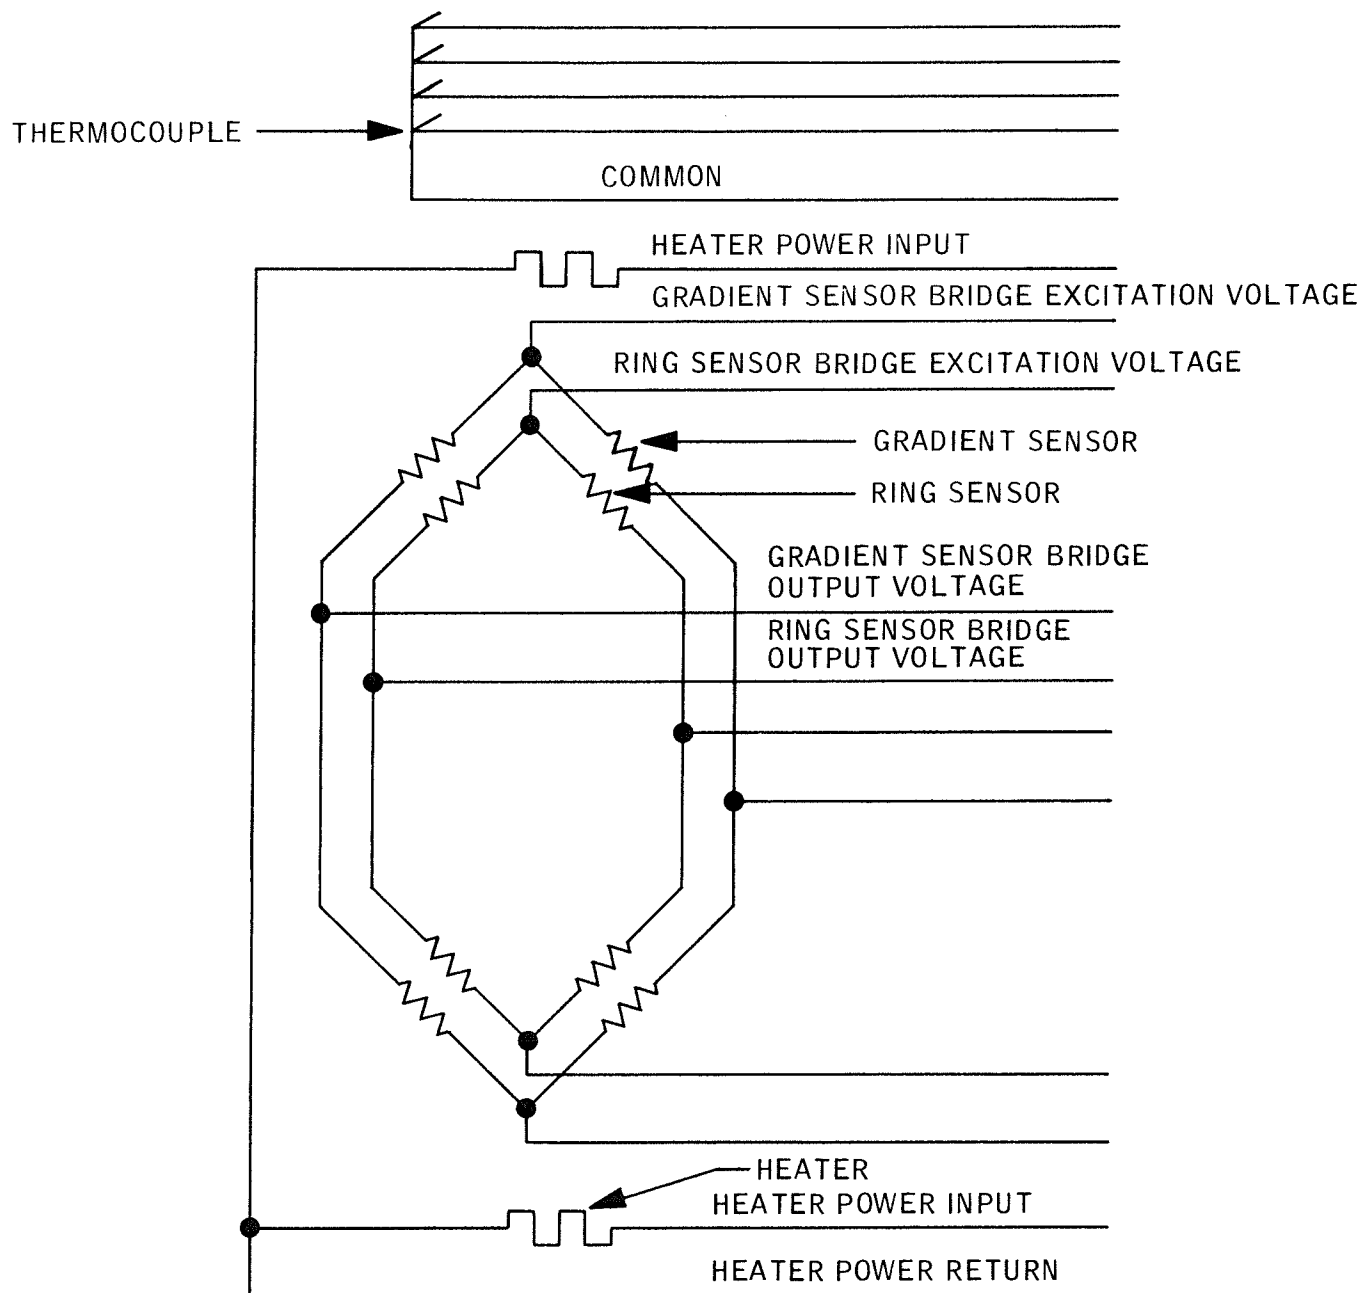 THERMOCOUPLE
COMMON
HEATER POWER INPUT
GRADIENT SENSOR BRIDGE EXCITATION VOLTAGE
RING SENSOR BRIDGE EXCITATION VOLTAGE
GRADIENT SENSOR
RING SENSOR
GRADIENT SENSOR BRIDGE
OUTPUT VOLTAGE
RING SENSOR BRIDGE
OUTPUT VOLTAGE
HEATER
HEATER POWER INPUT
HEATER POWER RETURN